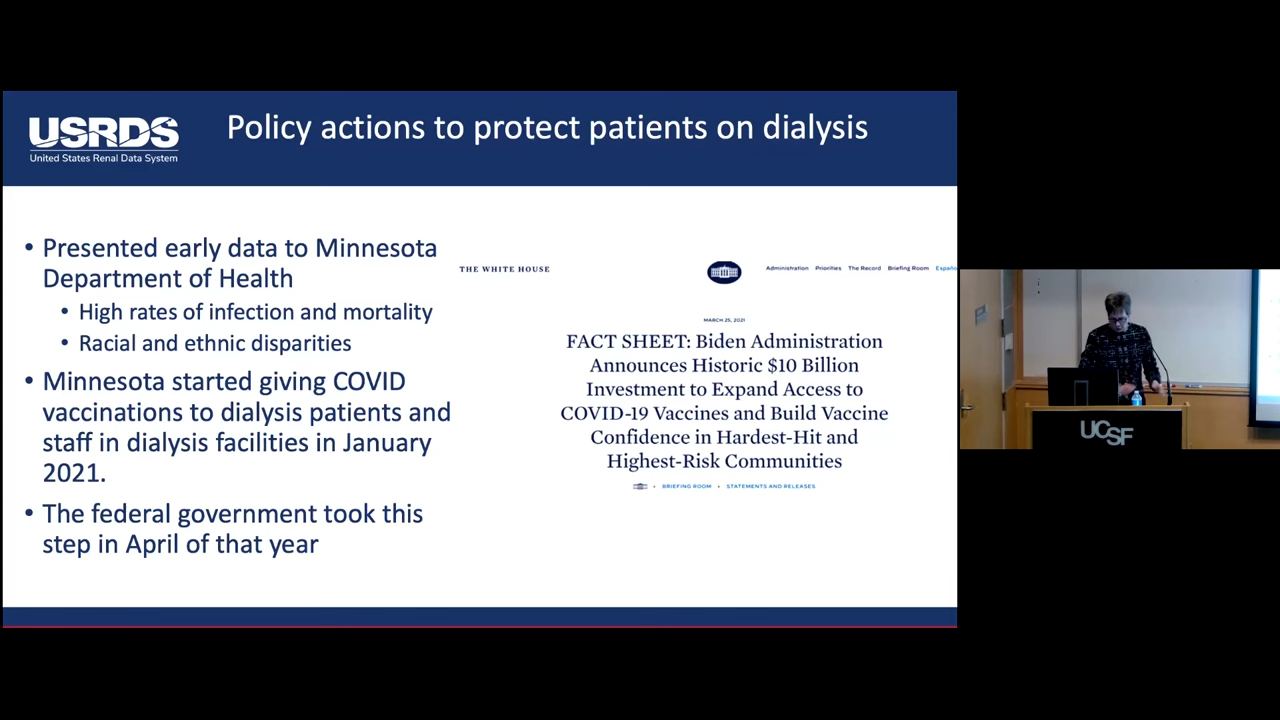 USRDS
United States Renal Data System
Policy actions to protect patients on dialysis
• Presented early data to Minnesota
Department of Health
• High rates of infection and mortality
• Racial and ethnic disparities
• Minnesota started giving COVID
vaccinations to dialysis patients and
staff in dialysis facilities in January
2021.
• The federal government took this
step in April of that year
THE WHITE HOUSE
Administration Priorities The Record Briefing Room Españo
MARCH 25, 2021
FACT SHEET: Biden Administration
Announces Historic $10 Billion
Investment to Expand Access to
COVID-19 Vaccines and Build Vaccine
Confidence in Hardest-Hit and
Highest-Risk Communities
• BRIEFING ROOM • STATEMENTS AND RELEASES
UCSF